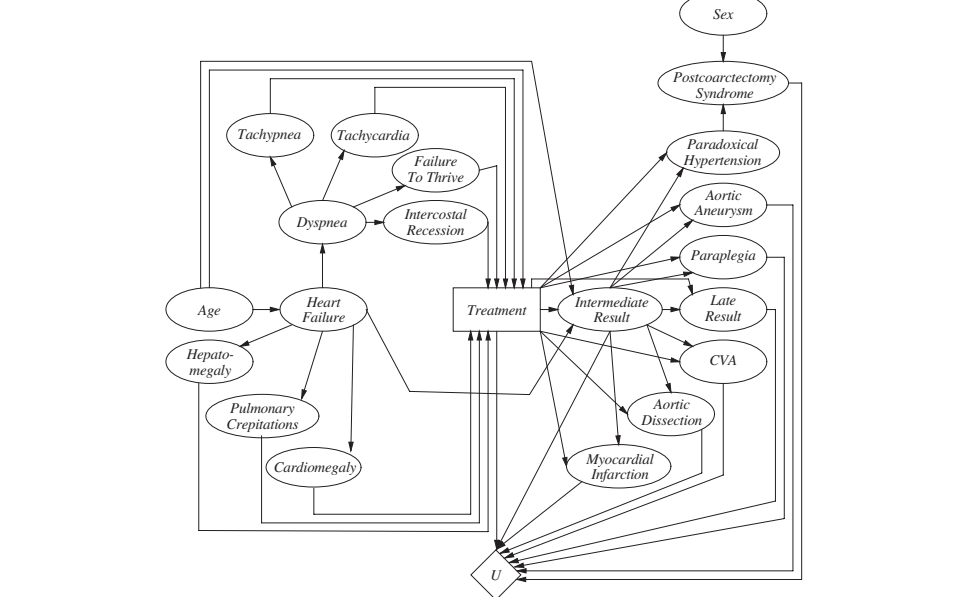 Sex
Postcoarctectomy
Syndrome
Tachypnea
Tachycardia
Paradoxical
Hypertension
Failure
To Thrive
Aortic
Aneurysm
Dyspnea
Intercostal
Recession
Paraplegia
Age
Heart
Failure
Treatment
Intermediate
Result
Late
Result
Hepato-
megaly
CVA
Pulmonary
Crepitations
Aortic
Dissection
Cardiomegaly
Myocardial
Infarction
U